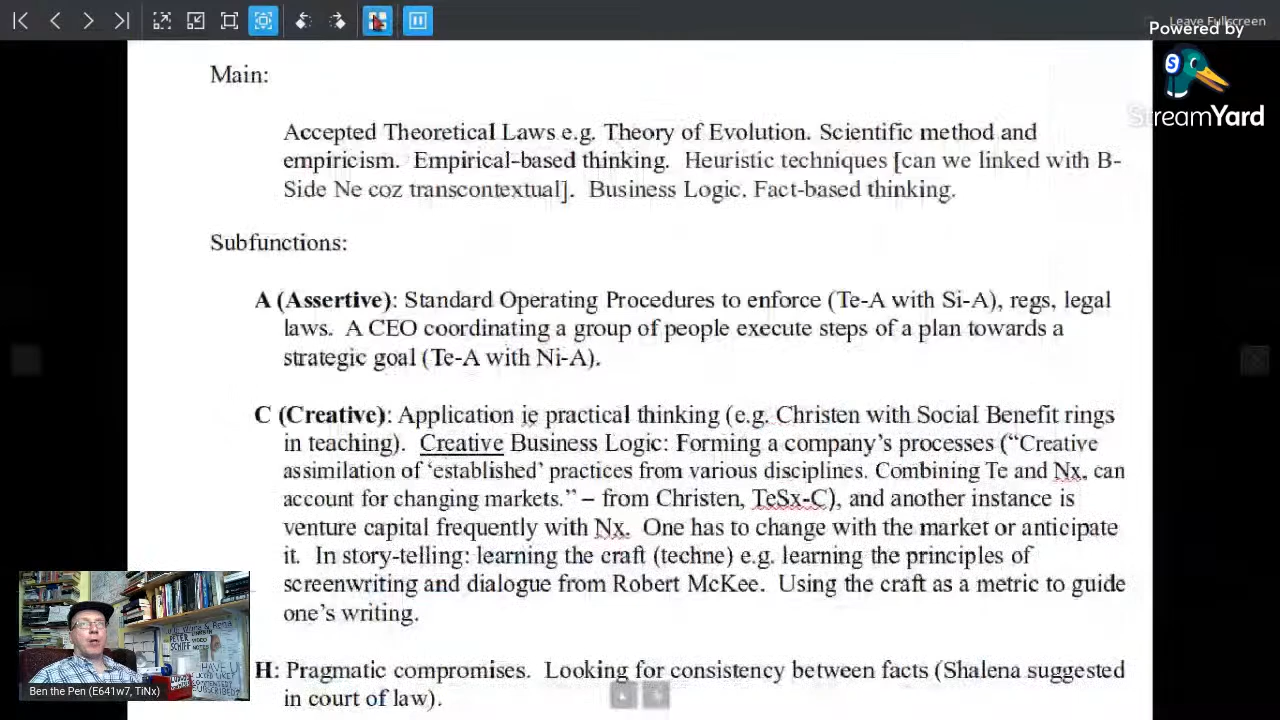 Leave Fullscreen
Powered by
S
StreamYard
Main:
Accepted Theoretical Laws e.g. Theory of Evolution. Scientific method and
empiricism.  Empirical-based thinking.  Heuristic techniques [can we linked with B-
Side Ne coz transcontextual].  Business Logic. Fact-based thinking.
Subfunctions:
A (Assertive): Standard Operating Procedures to enforce (Te-A with Si-A), regs, legal
laws.  A CEO coordinating a group of people execute steps of a plan towards a
strategic goal (Te-A with Ni-A).
C (Creative): Application ie practical thinking (e.g. Christen with Social Benefit rings
in teaching).  Creative Business Logic: Forming a company's processes ("Creative
assimilation of 'established' practices from various disciplines. Combining Te and Nx, can
account for changing markets." – from Christen, TeSx-C), and another instance is
venture capital frequently with Nx.  One has to change with the market or anticipate
it.  In story-telling: learning the craft (techne) e.g. learning the principles of
screenwriting and dialogue from Robert McKee.  Using the craft as a metric to guide
one's writing.
H: Pragmatic compromises.  Looking for consistency between facts (Shalena suggested
in court of law).
PETER
SCHIFF
VIDEO
HAVE U
Ben the Pen (E641w7, TiNx)